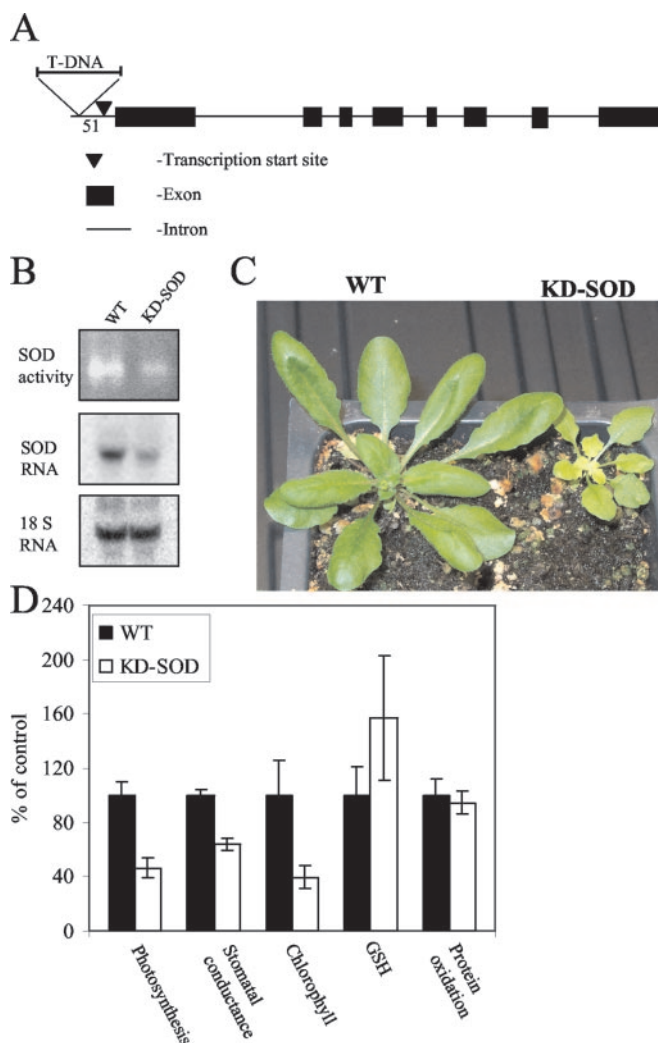 A
T-DNA
51
-Transcription start site
-Exon
-Intron
B
WT
KD-SOD
SOD
activity
SOD
RNA
18 S
RNA
C
WT
KD-SOD
D
240
200
160
120
80
40
0
% of control
WT
KD-SOD
Photosynthesis
Stomatal
conductance
Chlorophyll
GSH
Protein
oxidation